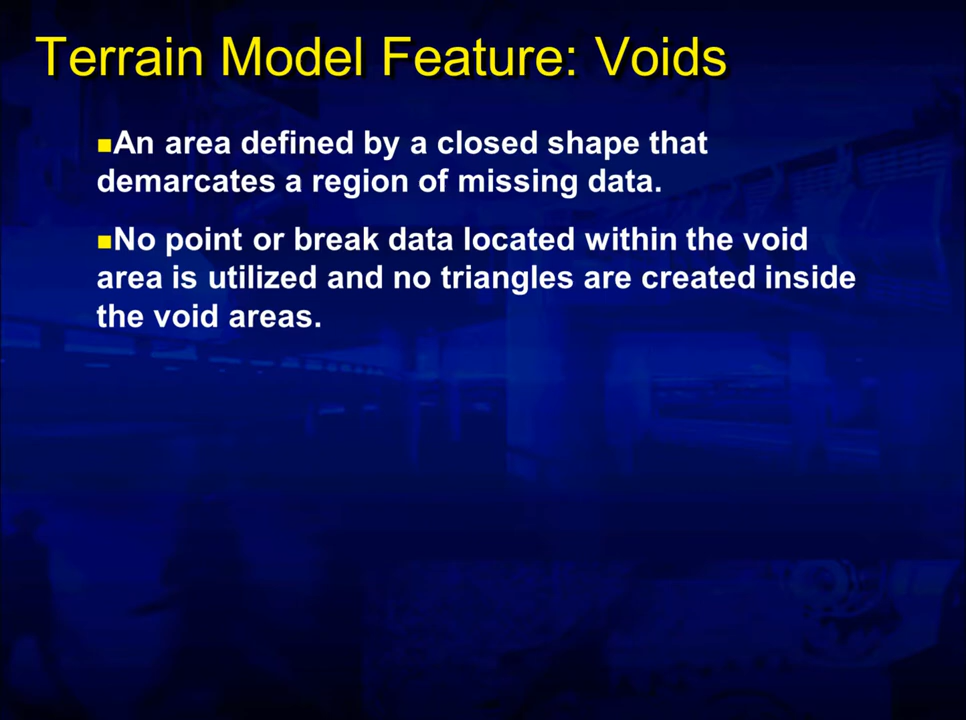 Terrain Model Feature: Voids
■An area defined by a closed shape that
demarcates a region of missing data.
■No point or break data located within the void
area is utilized and no triangles are created inside
the void areas.